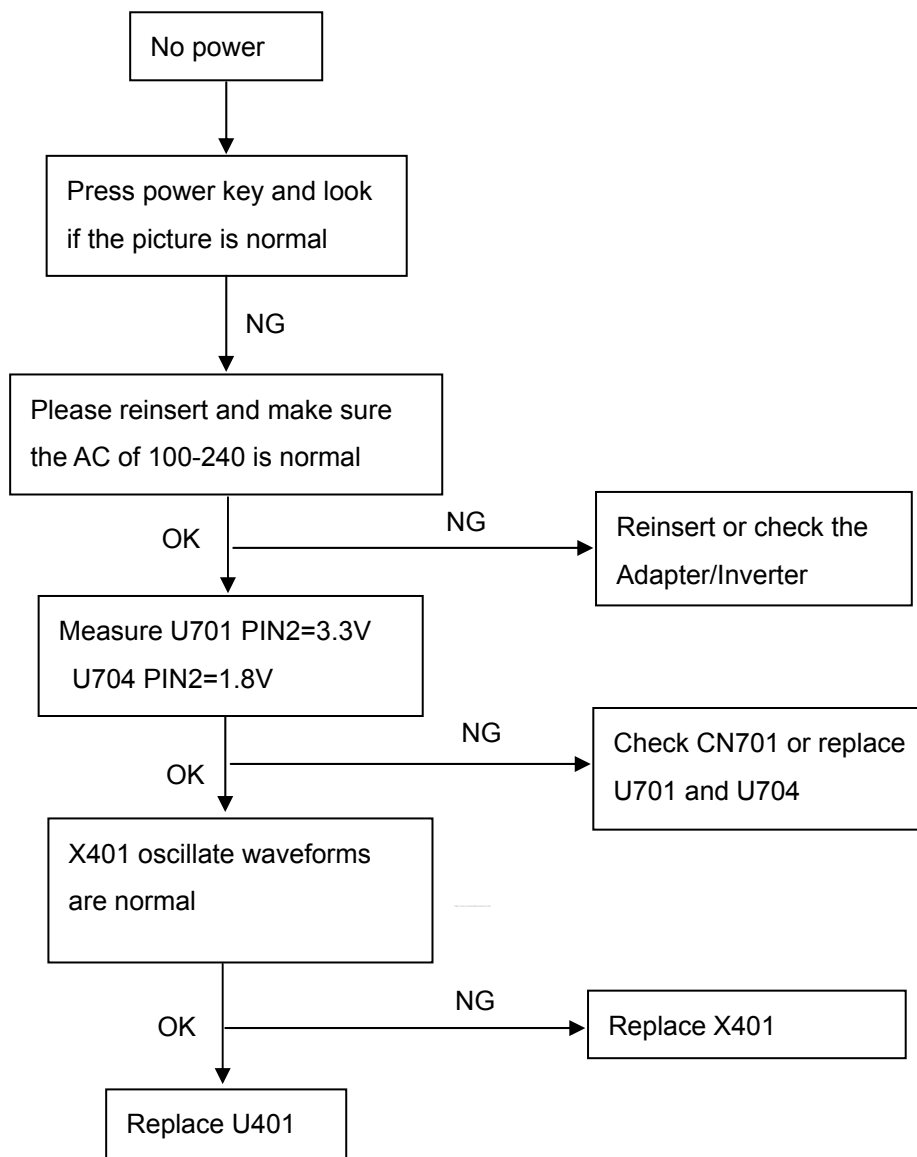 No power
Press power key and look
if the picture is normal
NG
Please reinsert and make sure
the AC of 100-240 is normal
OK
NG
Reinsert or check the
Adapter/Inverter
Measure U701 PIN2=3.3V
U704 PIN2=1.8V
OK
NG
Check CN701 or replace
U701 and U704
X401 oscillate waveforms
are normal
OK
NG
Replace X401
Replace U401